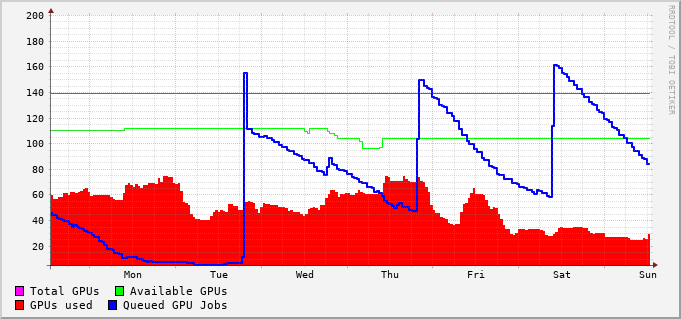 200
180
160
140
120
100
80
60
40
20
Mon Tue Wed Thu Fri Sat Sun
Total GPUs Available GPUs
GPUs used Queued GPU Jobs
RRDTOOL / TOBI OETIKER